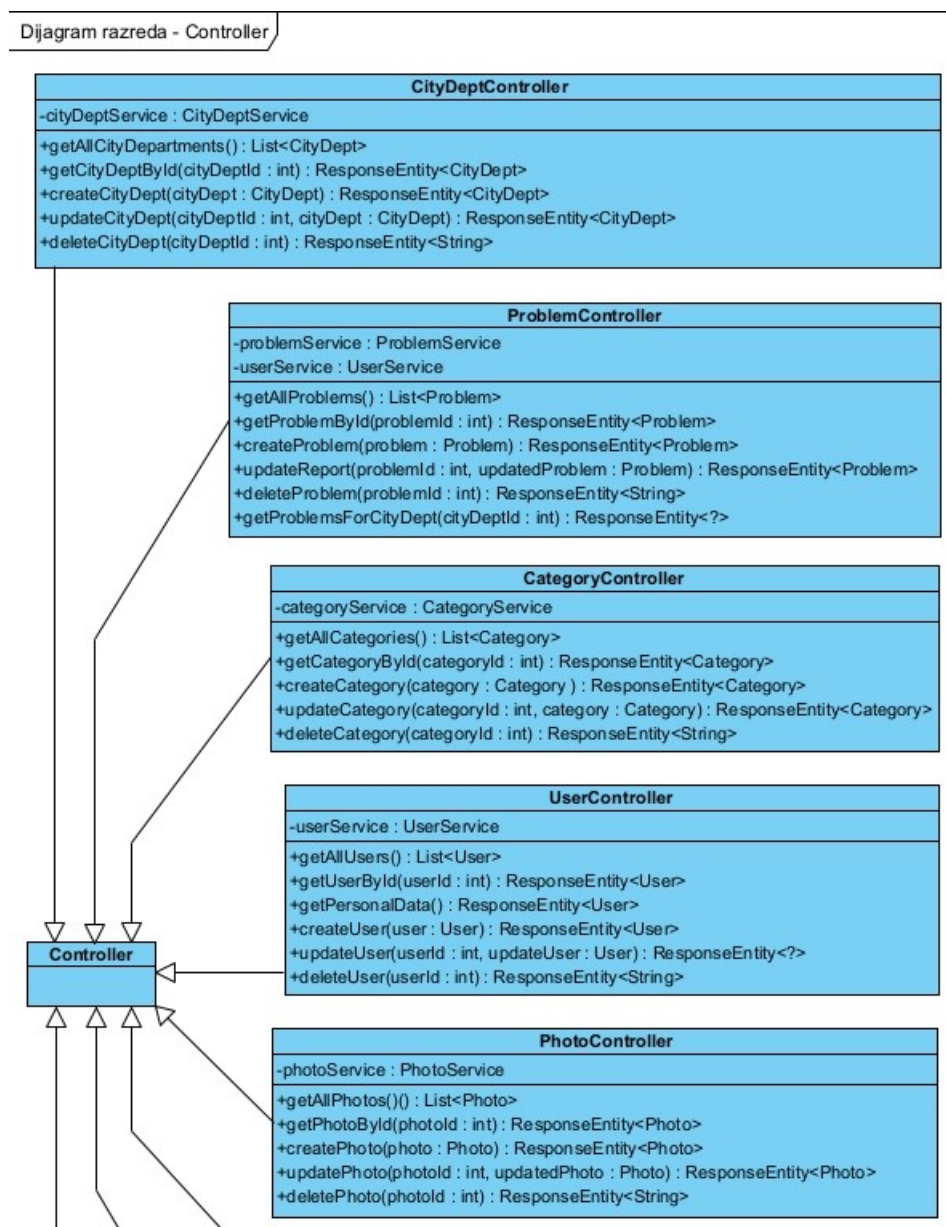 Dijagram razreda - Controller
CityDeptController
-cityDeptService : CityDeptService
+getAllCityDepartments() : List<CityDept>
+getCityDeptById(cityDeptId : int) : ResponseEntity<CityDept>
+createCityDept(cityDept : CityDept) : ResponseEntity<CityDept>
+updateCityDept(cityDeptId : int, cityDept : CityDept) : ResponseEntity<CityDept>
+deleteCityDept(cityDeptId : int) : ResponseEntity<String>
ProblemController
-problemService : ProblemService
-userService : UserService
+getAllProblems() : List<Problem>
+getProblemById(problemId : int) : ResponseEntity<Problem>
+createProblem(problem : Problem) : ResponseEntity<Problem>
+updateReport(problemId : int, updatedProblem : Problem) : ResponseEntity<Problem>
+deleteProblem(problemId : int) : ResponseEntity<String>
+getProblemsForCityDept(cityDeptId : int) : ResponseEntity<?>
CategoryController
-categoryService : CategoryService
+getAllCategories() : List<Category>
+getCategoryById(categoryId : int) : ResponseEntity<Category>
+createCategory(category : Category ) : ResponseEntity<Category>
+updateCategory(categoryId : int, category : Category) : ResponseEntity<Category>
+deleteCategory(categoryId : int) : ResponseEntity<String>
UserController
-userService : UserService
+getAllUsers() : List<User>
+getUserById(userId : int) : ResponseEntity<User>
+getPersonalData() : ResponseEntity<User>
+createUser(user : User) : ResponseEntity<User>
+updateUser(userId : int, updateUser : User) : ResponseEntity<?>
+deleteUser(userId : int) : ResponseEntity<String>
Controller
PhotoController
-photoService : PhotoService
+getAllPhotos()() : List<Photo>
+getPhotoById(photoId : int) : ResponseEntity<Photo>
+createPhoto(photo : Photo) : ResponseEntity<Photo>
+updatePhoto(photoId : int, updatedPhoto : Photo) : ResponseEntity<Photo>
+deletePhoto(photoId : int) : ResponseEntity<String>